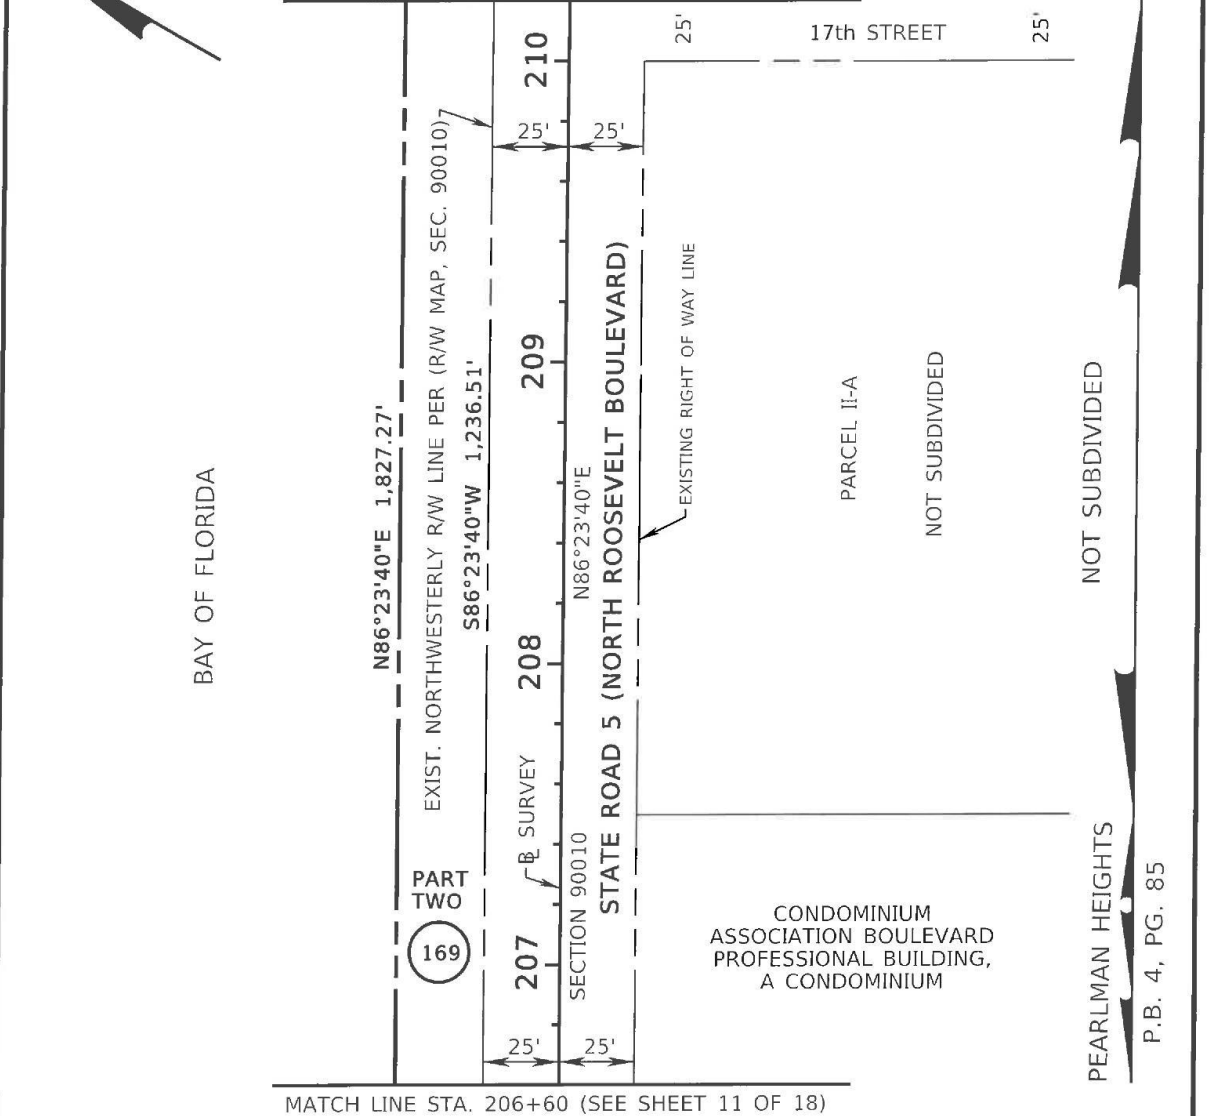 25'
17th STREET
25'
210
25'
25'
EXIST. NORTHWESTERLY R/W LINE PER (R/W MAP, SEC. 90010)
209
STATE ROAD 5 (NORTH ROOSEVELT BOULEVARD)
EXISTING RIGHT OF WAY LINE
N86°23'40"E 1,827.27'
S86°23'40"W 1,236.51'
N86°23'40"E
PARCEL II-A
NOT SUBDIVIDED
NOT SUBDIVIDED
BAY OF FLORIDA
208
BL SURVEY
SECTION 90010
PART
TWO
169
207
CONDOMINIUM
ASSOCIATION BOULEVARD
PROFESSIONAL BUILDING,
A CONDOMINIUM
PEARLMAN HEIGHTS
P.B. 4, PG. 85
25'
25'
MATCH LINE STA. 206+60 (SEE SHEET 11 OF 18)